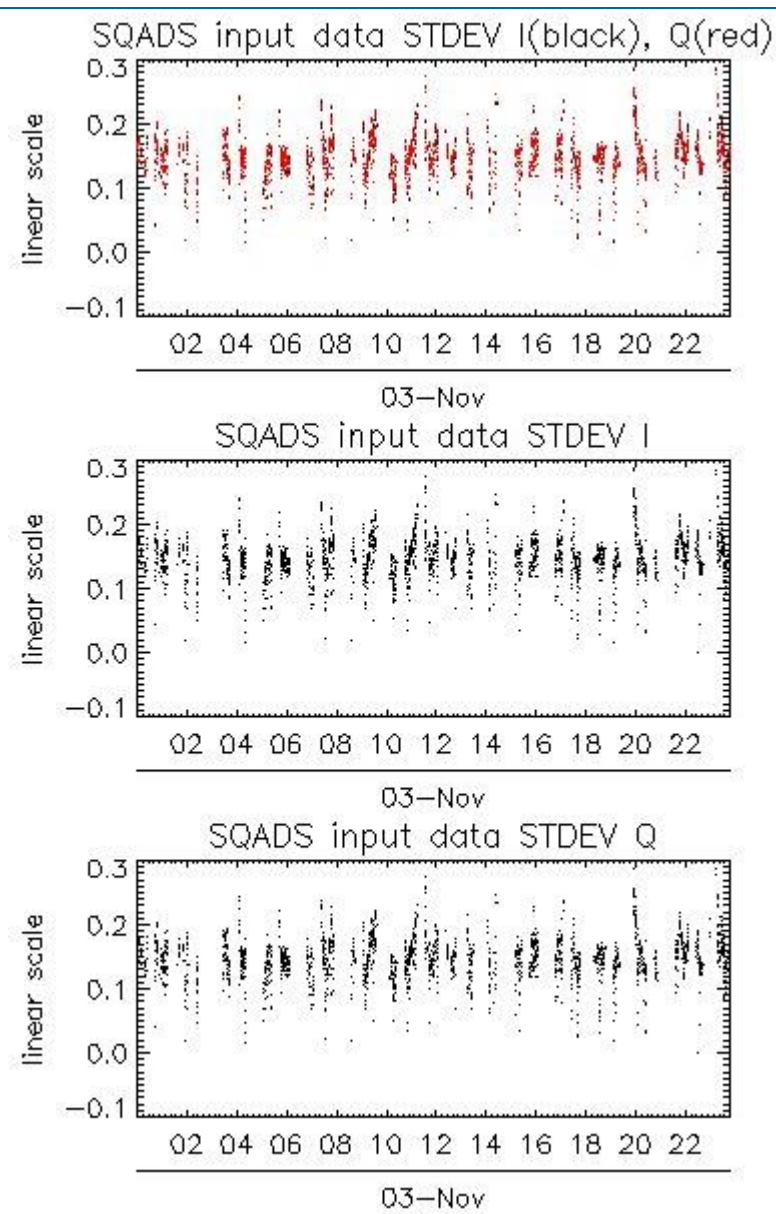 SQADS input data STDEV I(black), Q(red)
0.3
0.2
0.1
0.0
−0.1
linear scale
02 04 06 08 10 12 14 16 18 20 22
03−Nov
SQADS input data STDEV I
0.3
0.2
0.1
0.0
−0.1
linear scale
02 04 06 08 10 12 14 16 18 20 22
03−Nov
SQADS input data STDEV Q
0.3
0.2
0.1
0.0
−0.1
linear scale
02 04 06 08 10 12 14 16 18 20 22
03−Nov